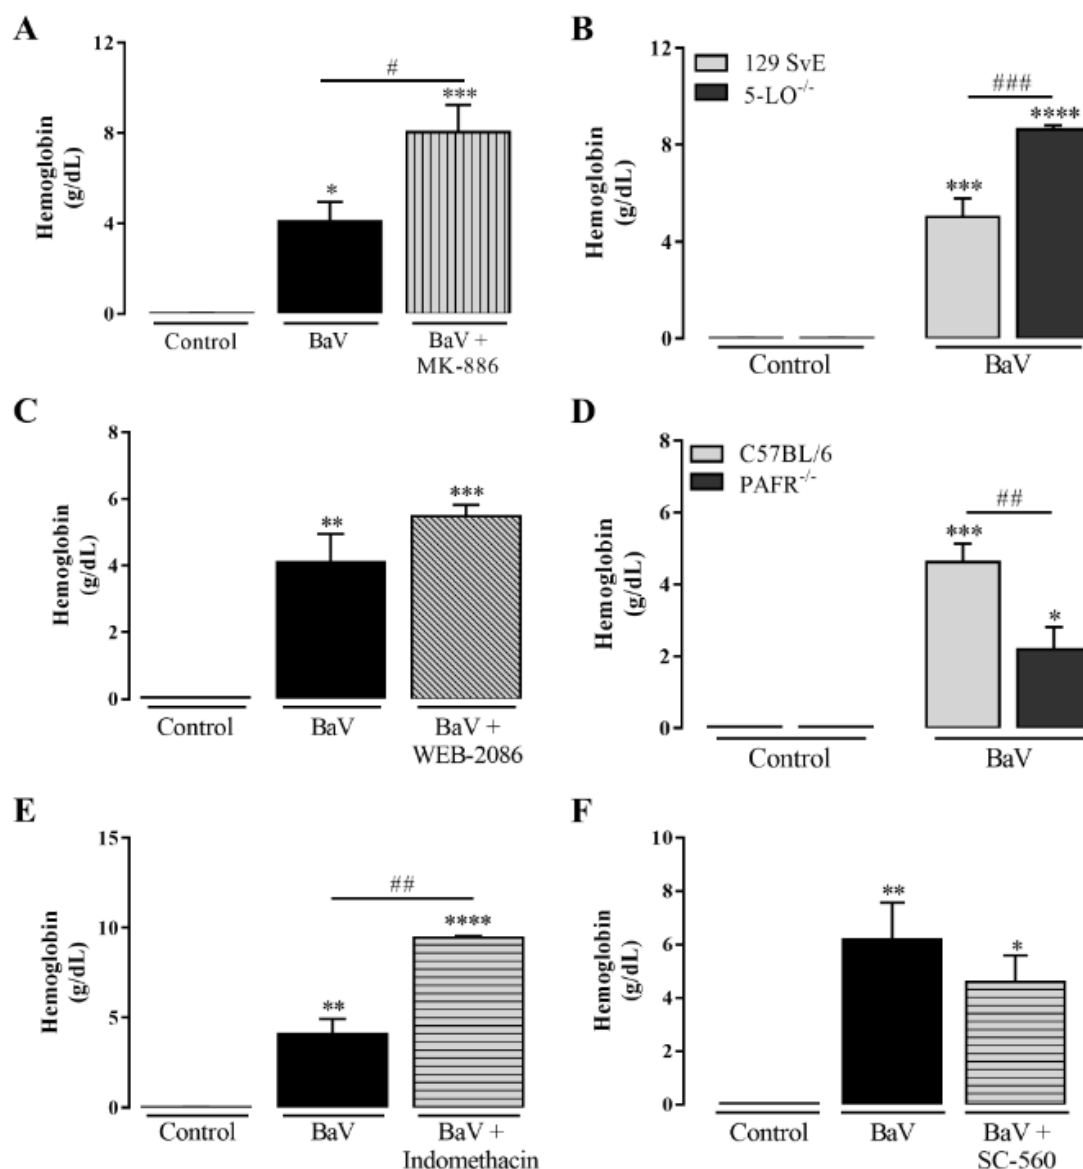 A
12
8
4
0
Hemoglobin
(g/dL)
#
*
***
Control
BaV
BaV +
MK-886
B
12
8
4
0
Hemoglobin
(g/dL)
129 SvE
5-LO-/-
###
***
****
Control
BaV
C
8
6
4
2
0
Hemoglobin
(g/dL)
**
***
Control
BaV
BaV +
WEB-2086
D
8
6
4
2
0
Hemoglobin
(g/dL)
C57BL/6
PAFR-/-
##
***
*
Control
BaV
E
15
10
5
0
Hemoglobin
(g/dL)
##
**
****
Control
BaV
BaV +
Indomethacin
F
10
8
6
4
2
0
Hemoglobin
(g/dL)
**
*
Control
BaV
BaV +
SC-560